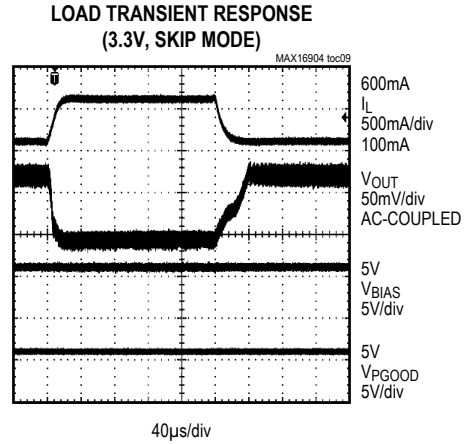 LOAD TRANSIENT RESPONSE
(3.3V, SKIP MODE)
MAX16904 toc09
T
600mA
IL
500mA/div
100mA
VOUT
50mV/div
AC-COUPLED
5V
VBIAS
5V/div
5V
VPGOOD
5V/div
40µs/div